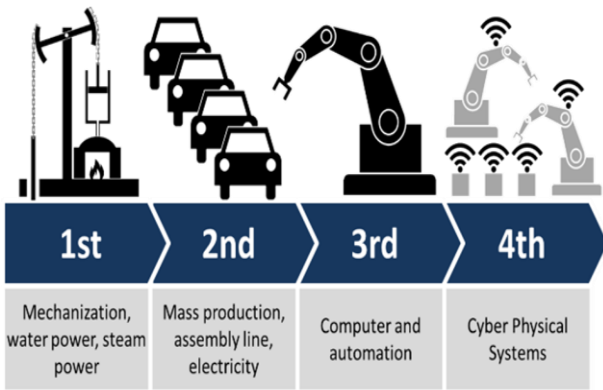 1st
2nd
3rd
4th
Mechanization,
water power, steam
power
Mass production,
assembly line,
electricity
Computer and
automation
Cyber Physical
Systems